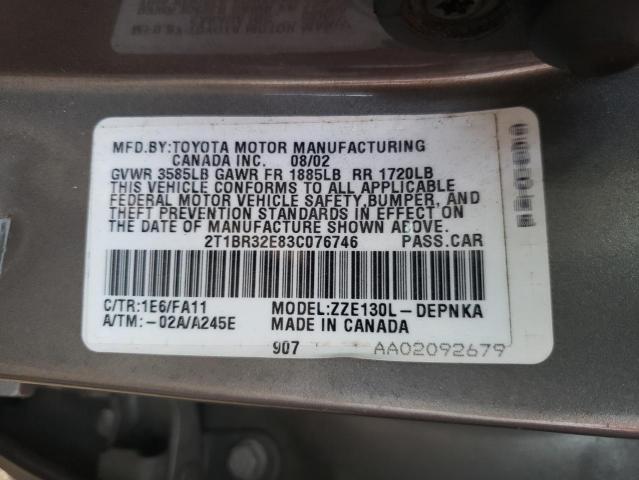 MFD.BY:TOYOTA MOTOR MANUFACTURING
CANADA INC. 08/02
GVWR 3585LB GAWR FR 1885LB RR 1720LB
THIS VEHICLE CONFORMS TO ALL APPLICABLE
FEDERAL MOTOR VEHICLE SAFETY,BUMPER, AND
THEFT PREVENTION STANDARDS IN EFFECT ON
THE DATE OF MANUFACTURE SHOWN ABOVE.
2T1BR32E83C076746 PASS.CAR
C/TR:1E6/FA11 MODEL:ZZE130L-DEPNKA
A/TM:-02A/A245E MADE IN CANADA
907 AA02092679